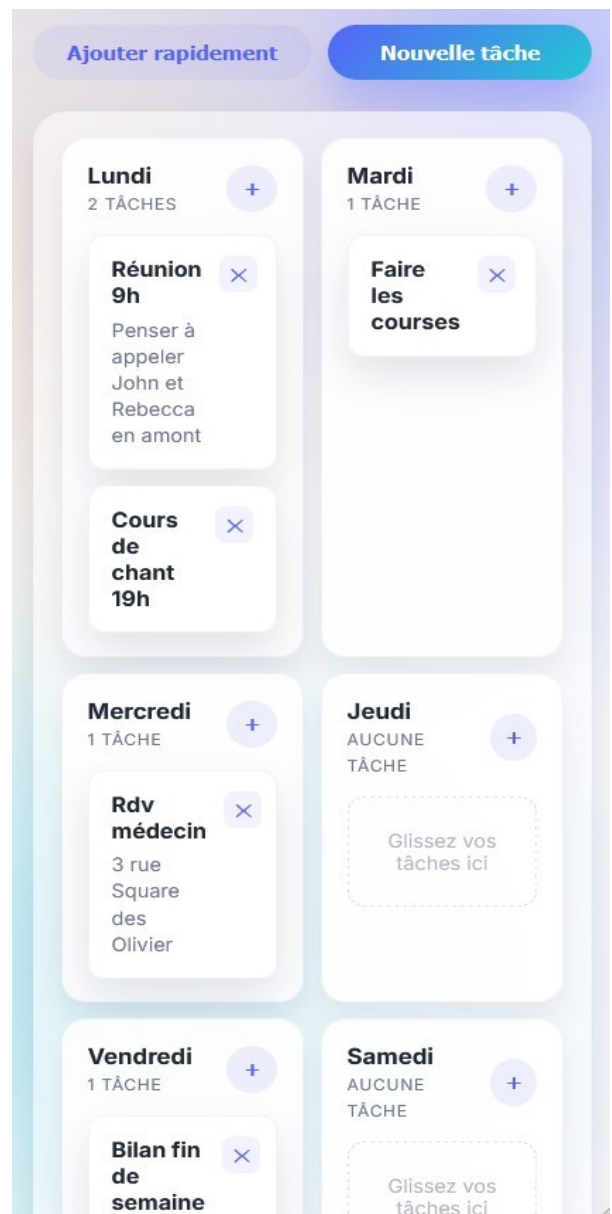 Ajouter rapidement
Nouvelle tâche
Lundi
2 TÂCHES
+
Réunion
9h
×
Penser à
appeler
John et
Rebecca
en amont
Cours
de
chant
19h
×
Mardi
1 TÂCHE
+
Faire
les
courses
×
Mercredi
1 TÂCHE
+
Rdv
médecin
×
3 rue
Square
des
Olivier
Jeudi
AUCUNE
TÂCHE
+
Glissez vos
tâches ici
Vendredi
1 TÂCHE
+
Bilan fin
de
semaine
×
Samedi
AUCUNE
TÂCHE
+
Glissez vos
tâches ici